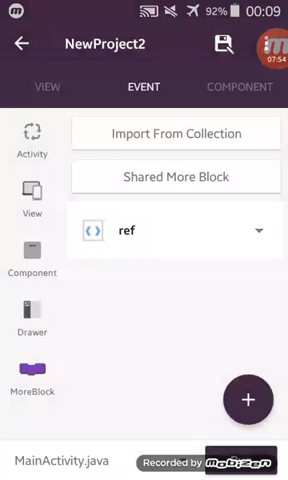 92% 00:09
NewProject2
07:54
VIEW EVENT COMPONENT
Import From Collection
Activity
Shared More Block
View
ref
Component
Drawer
MoreBlock
MainActivity.java
Recorded by mobizen